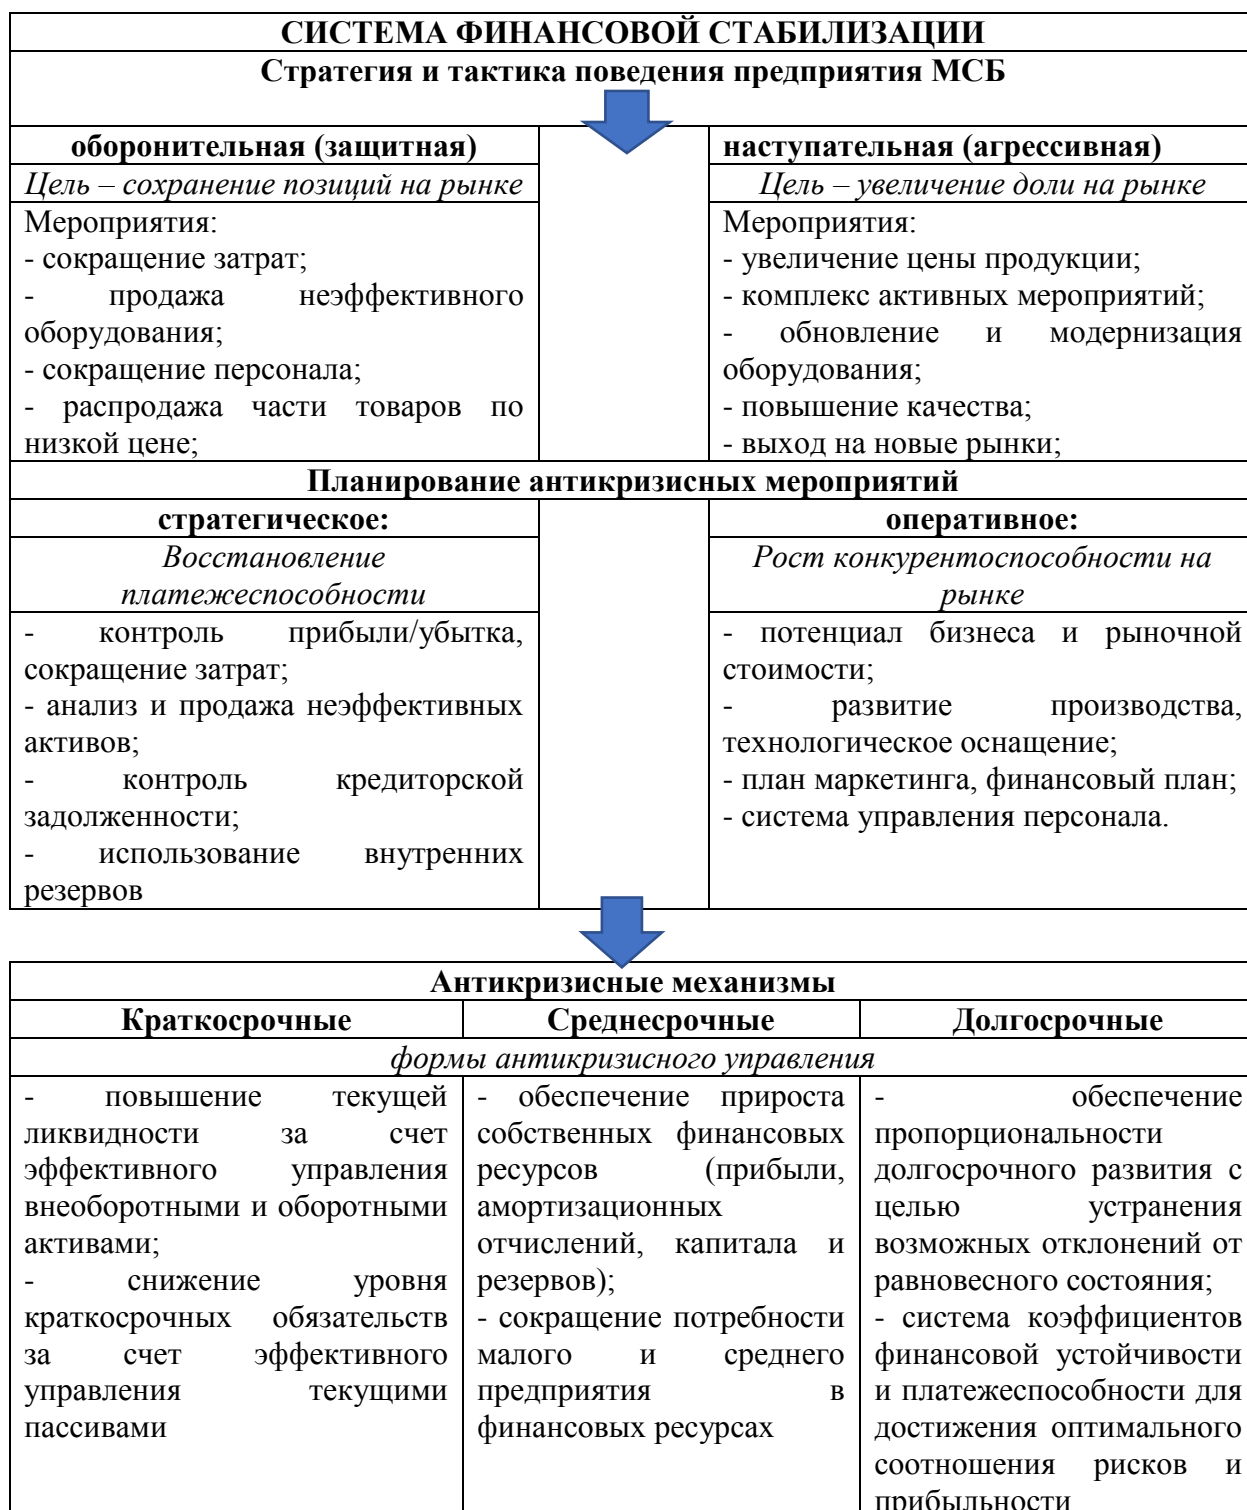 СИСТЕМА ФИНАНСОВОЙ СТАБИЛИЗАЦИИ
Стратегия и тактика поведения предприятия МСБ
оборонительная (защитная)
Цель – сохранение позиций на рынке
Мероприятия:
- сокращение затрат;
- продажа неэффективного
оборудования;
- сокращение персонала;
- распродажа части товаров по
низкой цене;
наступательная (агрессивная)
Цель – увеличение доли на рынке
Мероприятия:
- увеличение цены продукции;
- комплекс активных мероприятий;
- обновление и модернизация
оборудования;
- повышение качества;
- выход на новые рынки;
Планирование антикризисных мероприятий
стратегическое:
Восстановление
платежеспособности
- контроль прибыли/убытка,
сокращение затрат;
- анализ и продажа неэффективных
активов;
- контроль кредиторской
задолженности;
- использование внутренних
резервов
оперативное:
Рост конкурентоспособности на
рынке
- потенциал бизнеса и рыночной
стоимости;
- развитие производства,
технологическое оснащение;
- план маркетинга, финансовый план;
- система управления персонала.
Антикризисные механизмы
Краткосрочные
Среднесрочные
Долгосрочные
формы антикризисного управления
- повышение текущей
ликвидности за счет
эффективного управления
внеоборотными и оборотными
активами;
- снижение уровня
краткосрочных обязательств
за счет эффективного
управления текущими
пассивами
- обеспечение прироста
собственных финансовых
ресурсов (прибыли,
амортизационных
отчислений, капитала и
резервов);
- сокращение потребности
малого и среднего
предприятия в
финансовых ресурсах
- обеспечение
пропорциональности
долгосрочного развития с
целью устранения
возможных отклонений от
равновесного состояния;
- система коэффициентов
финансовой устойчивости
и платежеспособности для
достижения оптимального
соотношения рисков и
прибыльности